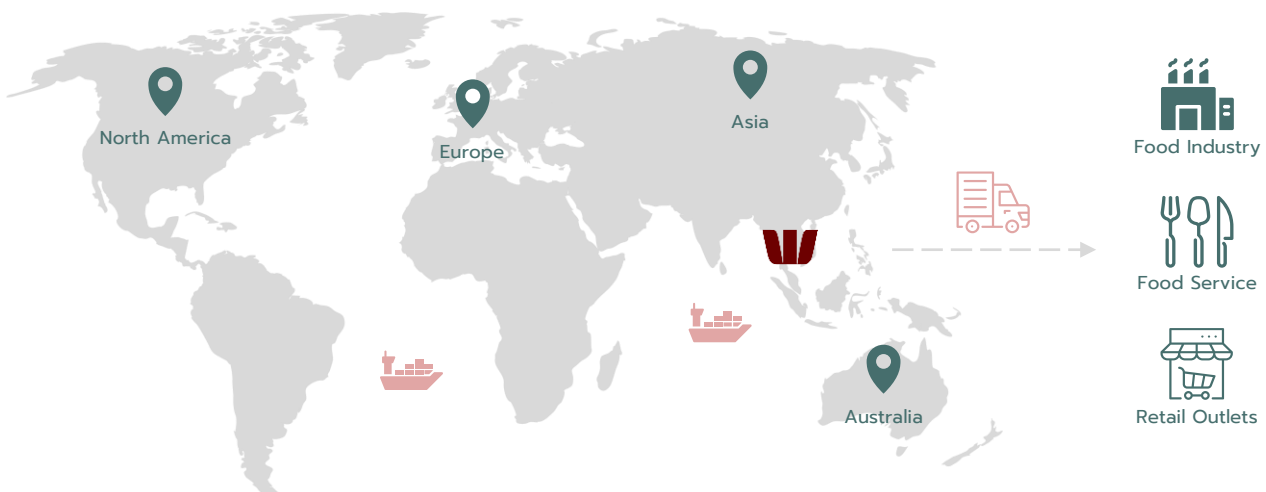 North America
Europe
Asia
Australia
Food Industry
Food Service
Retail Outlets